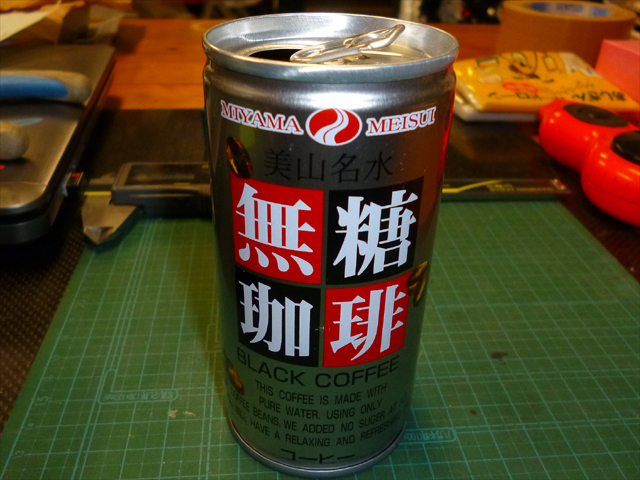 MIYAMA MEISUI
美山名水
無糖
珈琲
BLACK COFFEE
THIS COFFEE IS MADE WITH
PURE WATER. USING ONLY
COFFEE BEANS, WE ADDED NO
HAVE A RELAXING AND
コーヒー